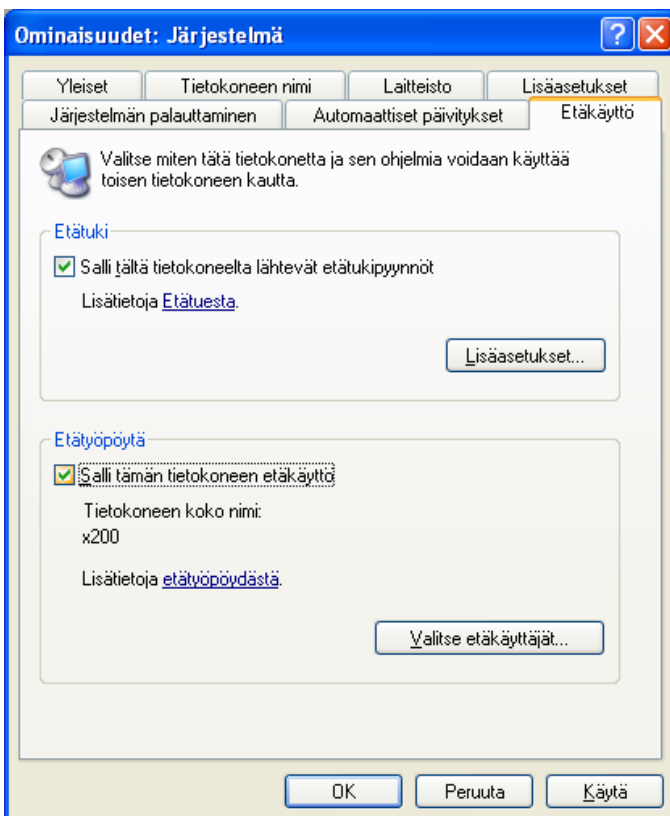 Ominaisuudet: Järjestelmä
Yleiset Tietokoneen nimi Laitteisto Lisäasetukset
Järjestelmän palauttaminen Automaattiset päivitykset Etäkäyttö
Valitse miten tätä tietokonetta ja sen ohjelmia voidaan käyttää
toisen tietokoneen kautta.
Etätuki
Salli tältä tietokoneelta lähtevät etätukipyynnöt
Lisätietoja Etätuesta.
Lisäasetukset...
Etätyöpöytä
Salli tämän tietokoneen etäkäyttö
Tietokoneen koko nimi:
x200
Lisätietoja etätyöpöydästä.
Valitse etäkäyttäjät...
OK Peruuta Käytä